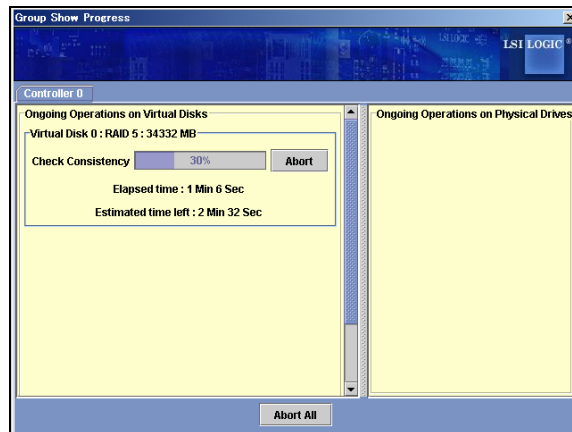 Group Show Progress
LSI LOGIC
LSI LOGIC ®
Controller 0
Ongoing Operations on Virtual Disks
Virtual Disk 0 : RAID 5 : 34332 MB
Check Consistency 30% Abort
Elapsed time : 1 Min 6 Sec
Estimated time left : 2 Min 32 Sec
Ongoing Operations on Physical Drives
Abort All